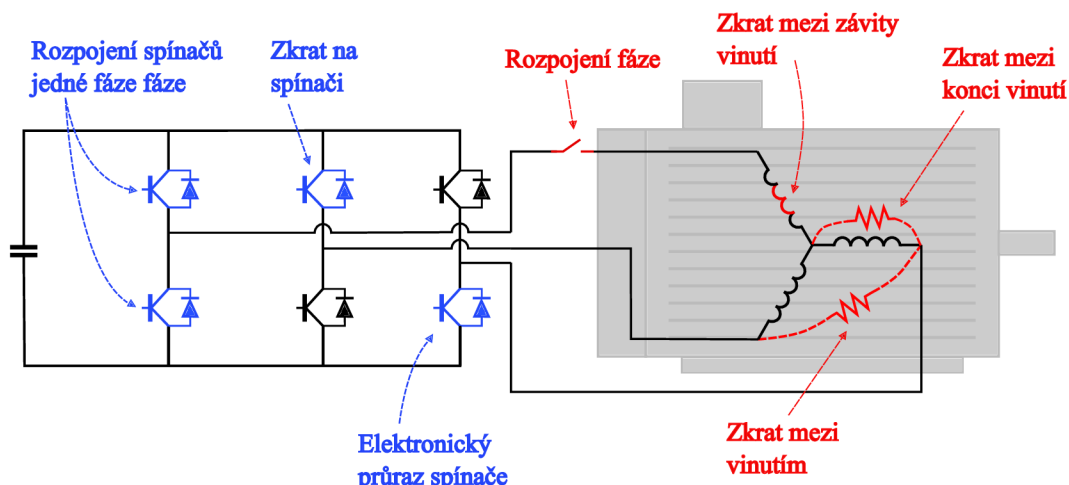 Rozpojení spínačů
jedné fáze fáze
Zkrat na
spínači
Rozpojení fáze
Zkrat mezi závity
vinutí
Zkrat mezi
konci vinutí
Elektronický
průraz spínače
Zkrat mezi
vinutím